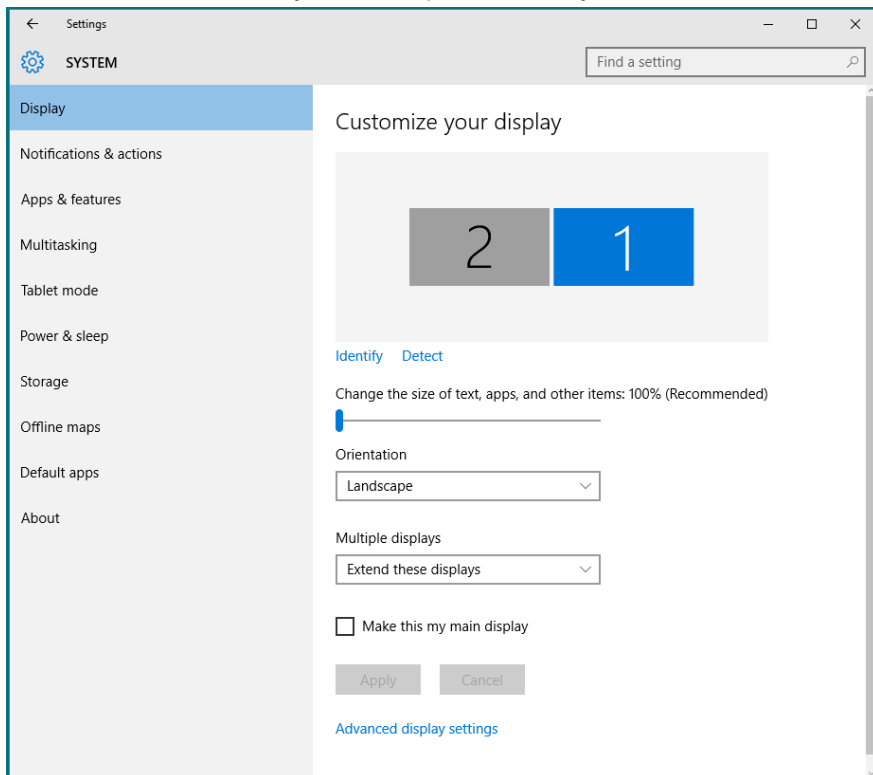 Settings
SYSTEM
Find a setting
Display
Notifications & actions
Apps & features
Multitasking
Tablet mode
Power & sleep
Storage
Offline maps
Default apps
About
Customize your display
2 1
Identify Detect
Change the size of text, apps, and other items: 100% (Recommended)
Orientation
Landscape
Multiple displays
Extend these displays
Make this my main display
Apply Cancel
Advanced display settings